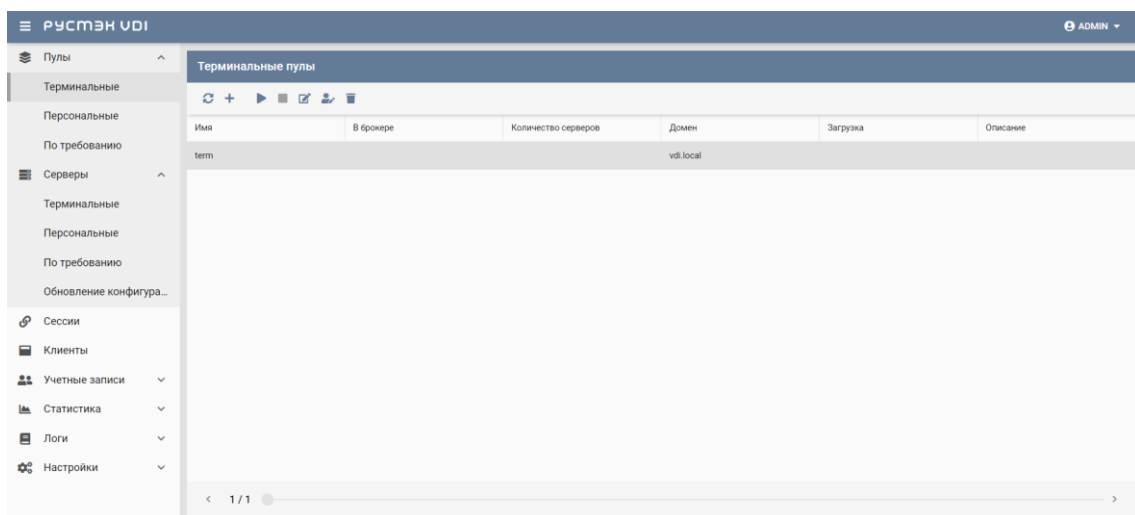 РУСТЭК VDI
ADMIN
Пулы
Терминальные
Персональные
По требованию
Серверы
Терминальные
Персональные
По требованию
Обновление конфигура...
Сессии
Клиенты
Учетные записи
Статистика
Логи
Настройки
Терминальные пулы
Имя В брокере Количество серверов Домен Загрузка Описание
term vdi.local
1 / 1